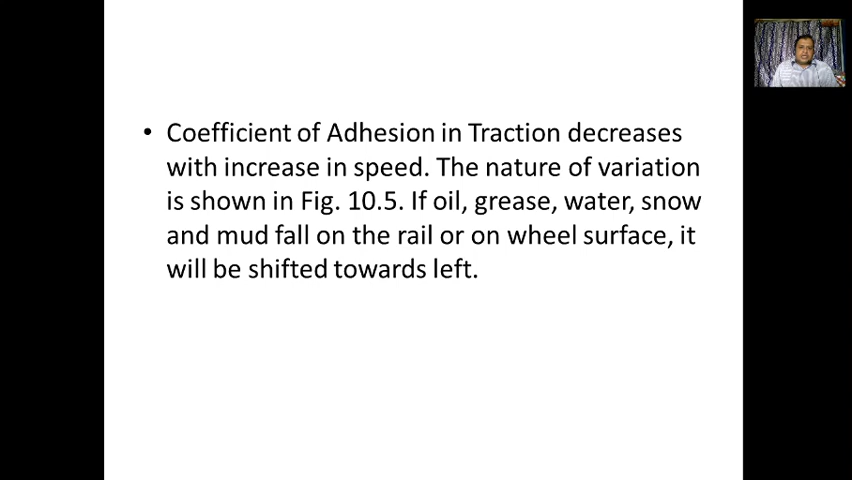 • Coefficient of Adhesion in Traction decreases
with increase in speed. The nature of variation
is shown in Fig. 10.5. If oil, grease, water, snow
and mud fall on the rail or on wheel surface, it
will be shifted towards left.